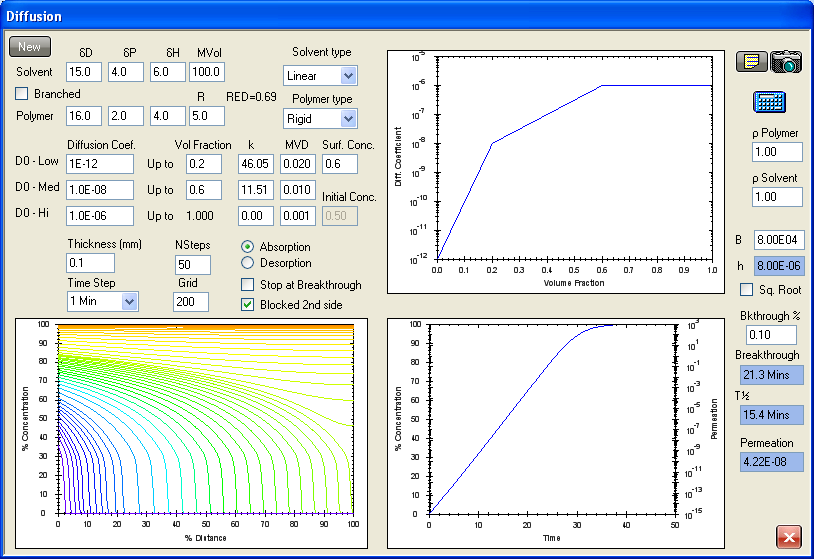 Diffusion
New
δD δP δH MVol
Solvent 15.0 4.0 6.0 100.0
Branched
R RED=0.69
Polymer 16.0 2.0 4.0 5.0
Solvent type
Linear
Polymer type
Rigid
Diffusion Coef. Vol Fraction k MVD Surf. Conc.
D0 - Low 1E-12 Up to 0.2 46.05 0.020 0.6
D0 - Med 1.0E-08 Up to 0.6 11.51 0.010
Initial Conc.
D0 - Hi 1.0E-06 Up to 1.000 0.00 0.001 0.50
Thickness (mm)
0.1
Time Step
1 Min
NSteps
50
Grid
200
Absorption
Desorption
Stop at Breakthrough
Blocked 2nd side
10-5
10-6
10-7
10-8
10-9
10-10
10-11
10-12
Diff. Coefficient
0.0 0.1 0.2 0.3 0.4 0.5 0.6 0.7 0.8 0.9 1.0
Volume Fraction
ρ Polymer
1.00
ρ Solvent
1.00
B 8.00E04
h 8.00E-06
Sq. Root
Bkthrough %
0.10
Breakthrough
21.3 Mins
T½
15.4 Mins
Permeation
4.22E-08
100
90
80
70
60
50
40
30
20
10
0
% Concentration
0 10 20 30 40 50 60 70 80 90 100
% Distance
100
90
80
70
60
50
40
30
20
10
0
% Concentration
0 10 20 30 40 50
Time
103
101
10-1
10-3
10-5
10-7
10-9
10-11
10-13
10-15
Permeation